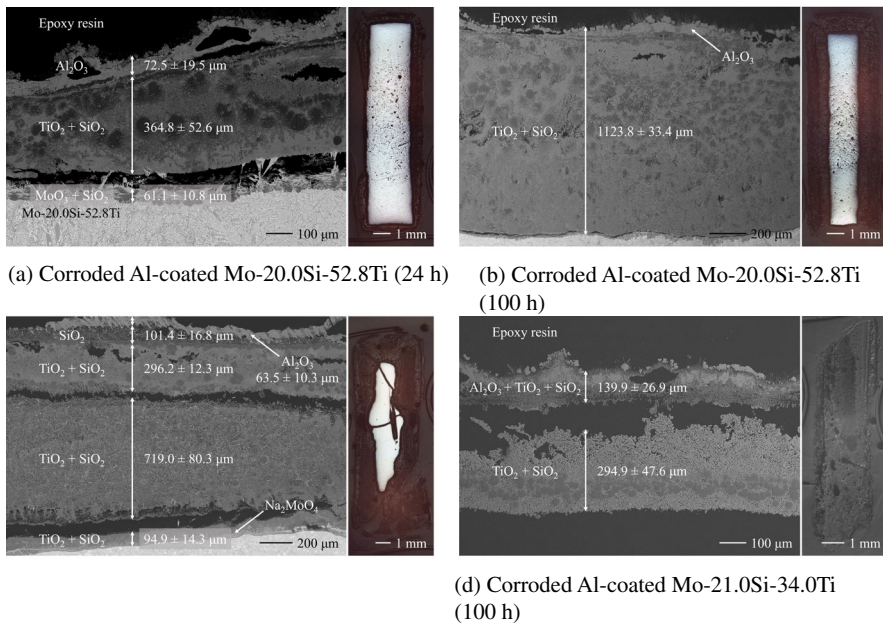 Epoxy resin
Al₂O₃
72.5 ± 19.5 μm
TiO₂ + SiO₂
364.8 ± 52.6 μm
MoO₂ + SiO₂
61.1 ± 10.8 μm
Mo-20.0Si-52.8Ti
100 μm
1 mm
Al₂O₃
TiO₂ + SiO₂
1123.8 ± 33.4 μm
200 μm
1 mm
(a) Corroded Al-coated Mo-20.0Si-52.8Ti (24 h)
(b) Corroded Al-coated Mo-20.0Si-52.8Ti
(100 h)
SiO₂
101.4 ± 16.8 μm
Al₂O₃
63.5 ± 10.3 μm
TiO₂ + SiO₂
296.2 ± 12.3 μm
TiO₂ + SiO₂
719.0 ± 80.3 μm
Na₂MoO₄
TiO₂ + SiO₂
94.9 ± 14.3 μm
200 μm
1 mm
Epoxy resin
Al₂O₃ + TiO₂ + SiO₂
139.9 ± 26.9 μm
TiO₂ + SiO₂
294.9 ± 47.6 μm
100 μm
1 mm
(d) Corroded Al-coated Mo-21.0Si-34.0Ti
(100 h)